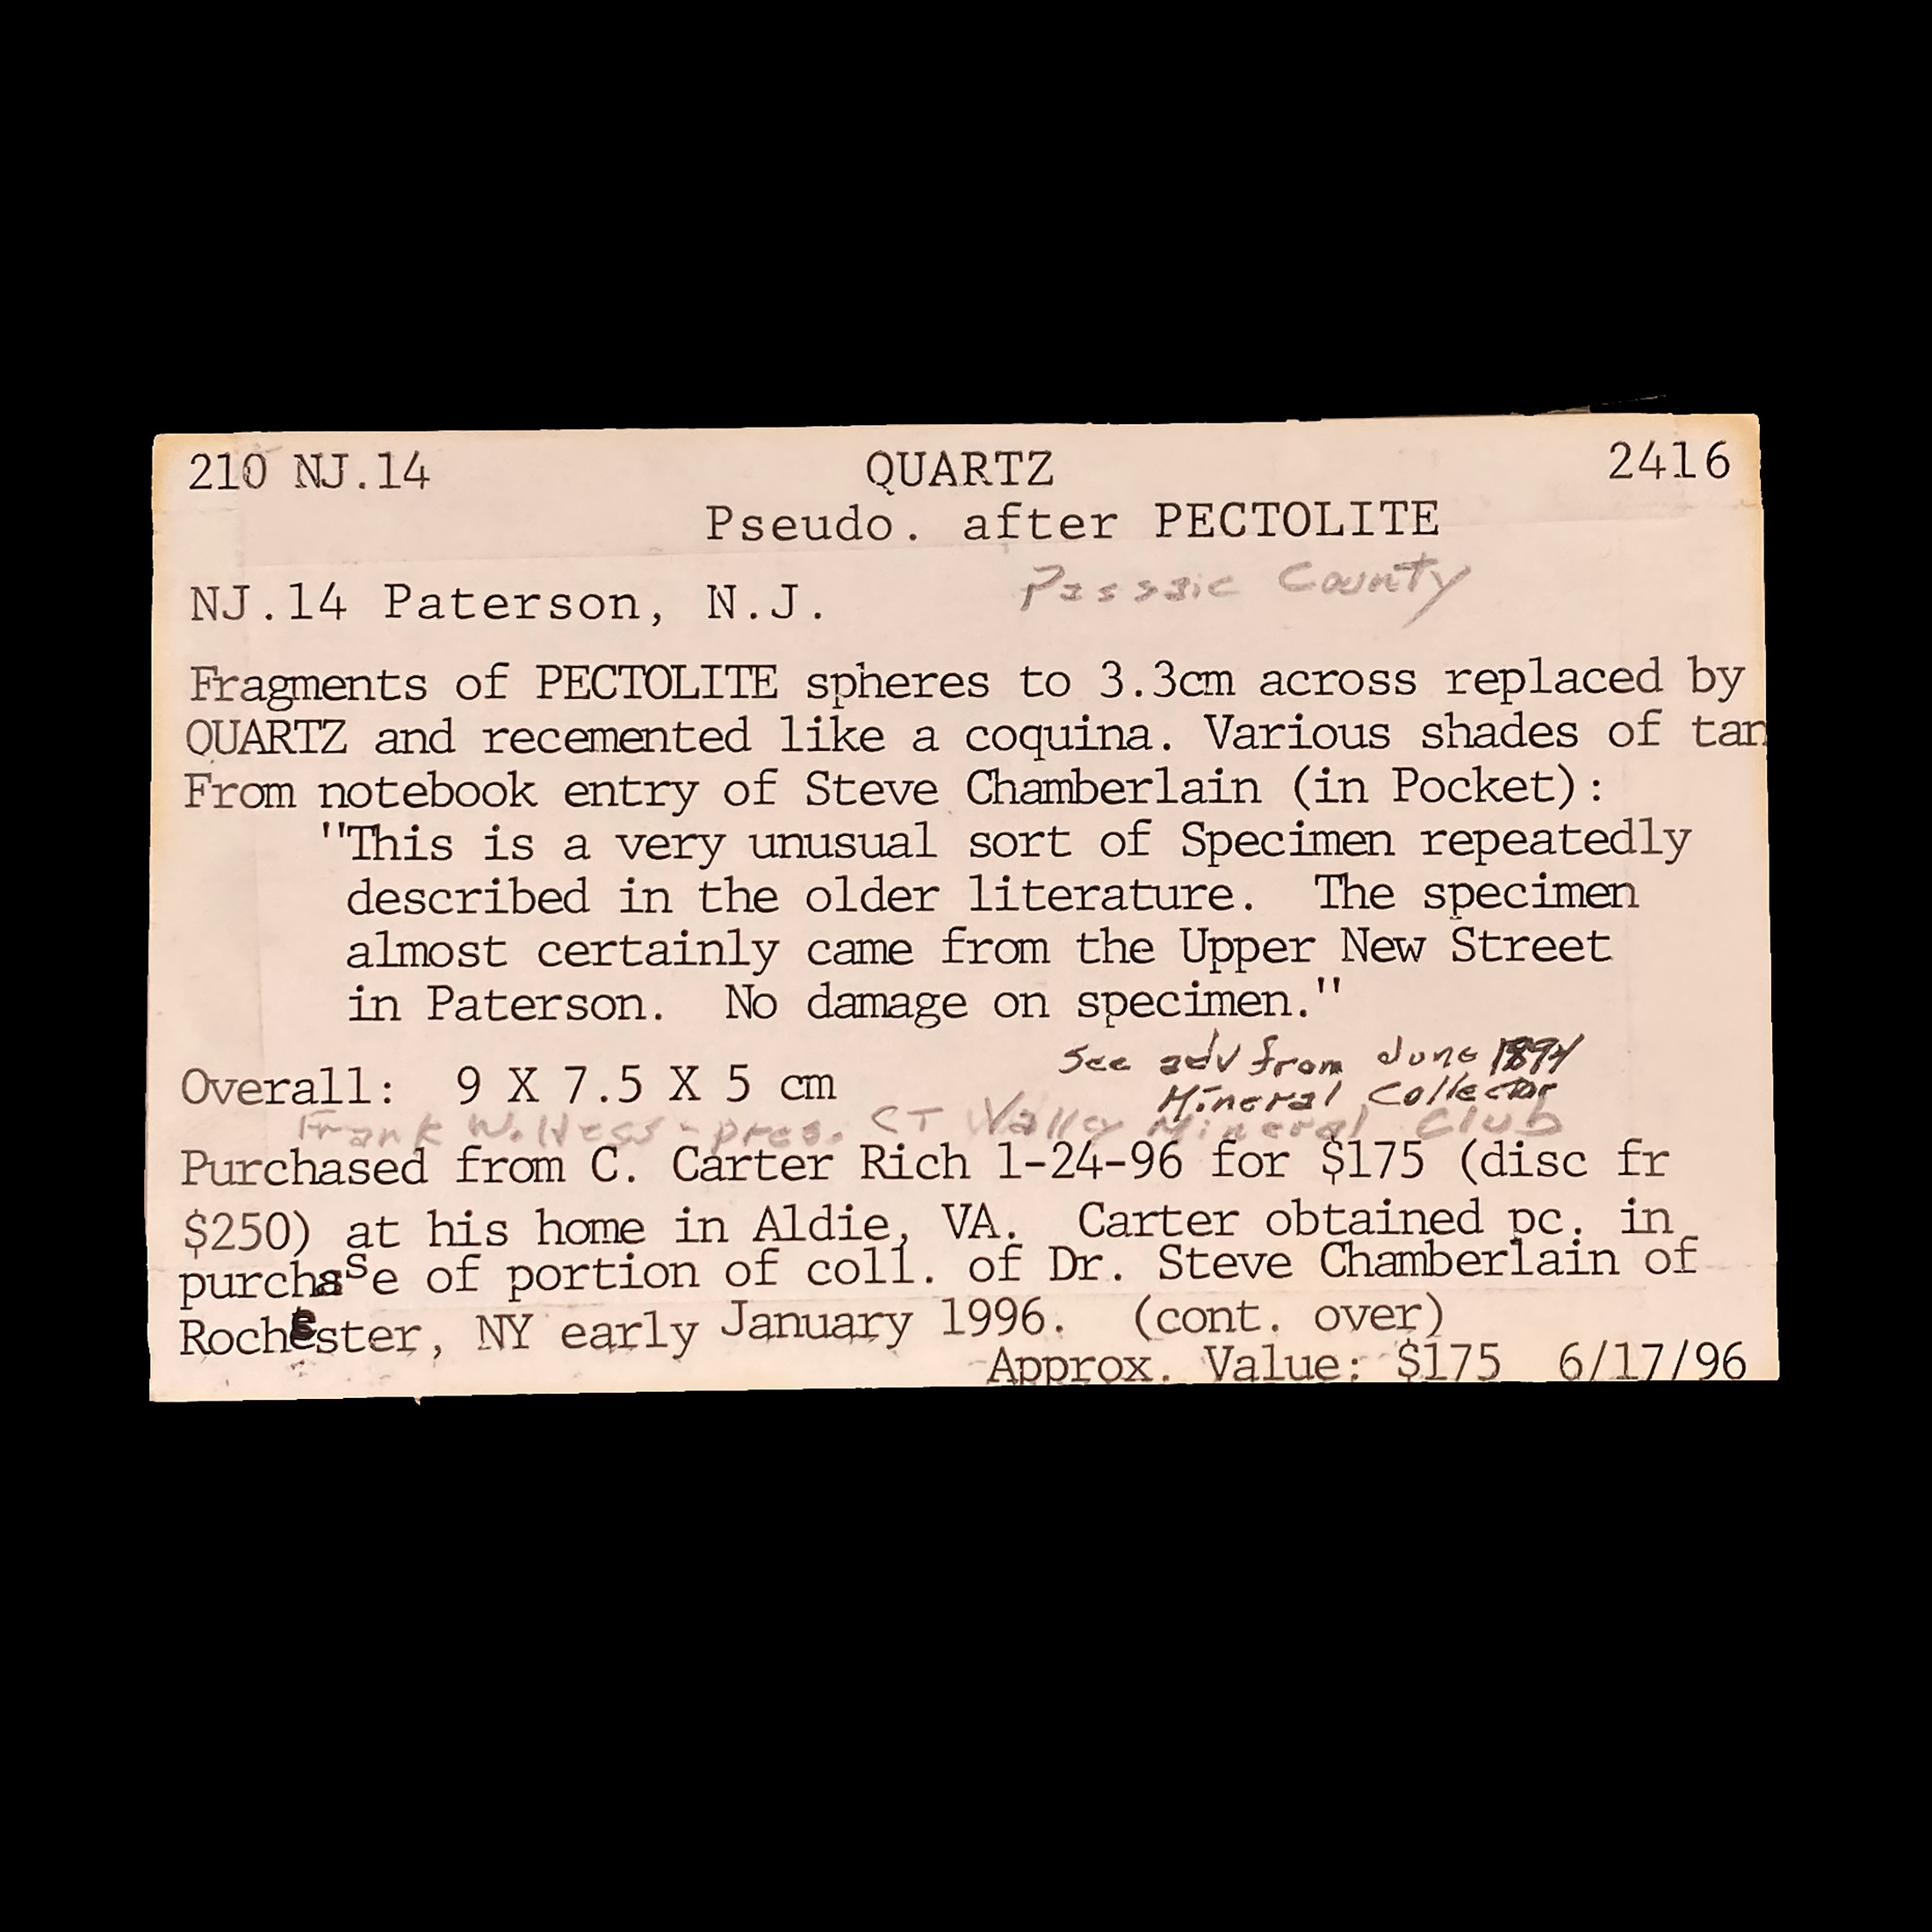 210 NJ.14 QUARTZ 2416
Pseudo. after PECTOLITE
NJ.14 Paterson, N.J. Passaic County
Fragments of PECTOLITE spheres to 3.3cm across replaced by
QUARTZ and recemented like a coquina. Various shades of tan
From notebook entry of Steve Chamberlain (in Pocket):
"This is a very unusual sort of Specimen repeatedly
described in the older literature. The specimen
almost certainly came from the Upper New Street
in Paterson. No damage on specimen."
See adv from June 1894
Overall: 9 X 7.5 X 5 cm Mineral Collector
Frank W. Hess - pres. CT Valley Mineral Club
Purchased from C. Carter Rich 1-24-96 for $175 (disc fr
$250) at his home in Aldie, VA. Carter obtained pc. in
purchase of portion of coll. of Dr. Steve Chamberlain of
Rochester, NY early January 1996. (cont. over)
Approx. Value: $175 6/17/96